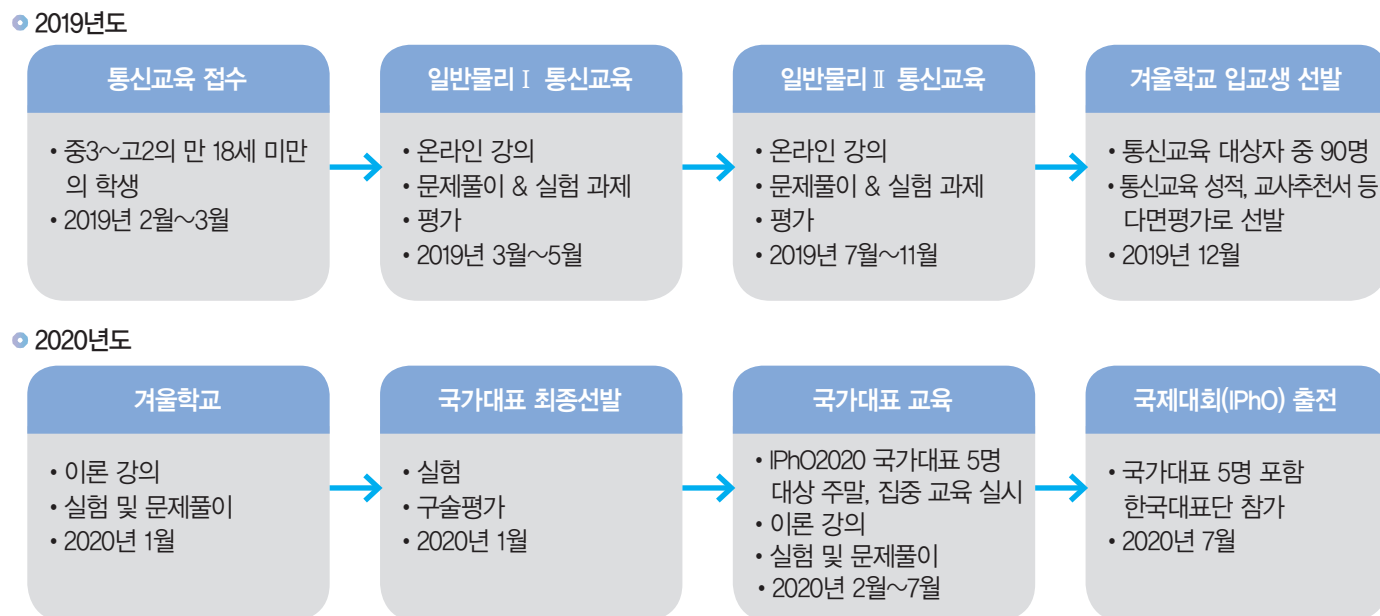 2019년도
통신교육 접수
• 중3~고2의 만 18세 미만
의 학생
• 2019년 2월~3월
일반물리Ⅰ 통신교육
• 온라인 강의
• 문제풀이 & 실험 과제
• 평가
• 2019년 3월~5월
일반물리Ⅱ 통신교육
• 온라인 강의
• 문제풀이 & 실험 과제
• 평가
• 2019년 7월~11월
겨울학교 입교생 선발
• 통신교육 대상자 중 90명
• 통신교육 성적, 교사추천서 등
다면평가로 선발
• 2019년 12월
2020년도
겨울학교
• 이론 강의
• 실험 및 문제풀이
• 2020년 1월
국가대표 최종선발
• 실험
• 구술평가
• 2020년 1월
국가대표 교육
• IPhO2020 국가대표 5명
대상 주말, 집중 교육 실시
• 이론 강의
• 실험 및 문제풀이
• 2020년 2월~7월
국제대회(IPhO) 출전
• 국가대표 5명 포함
한국대표단 참가
• 2020년 7월